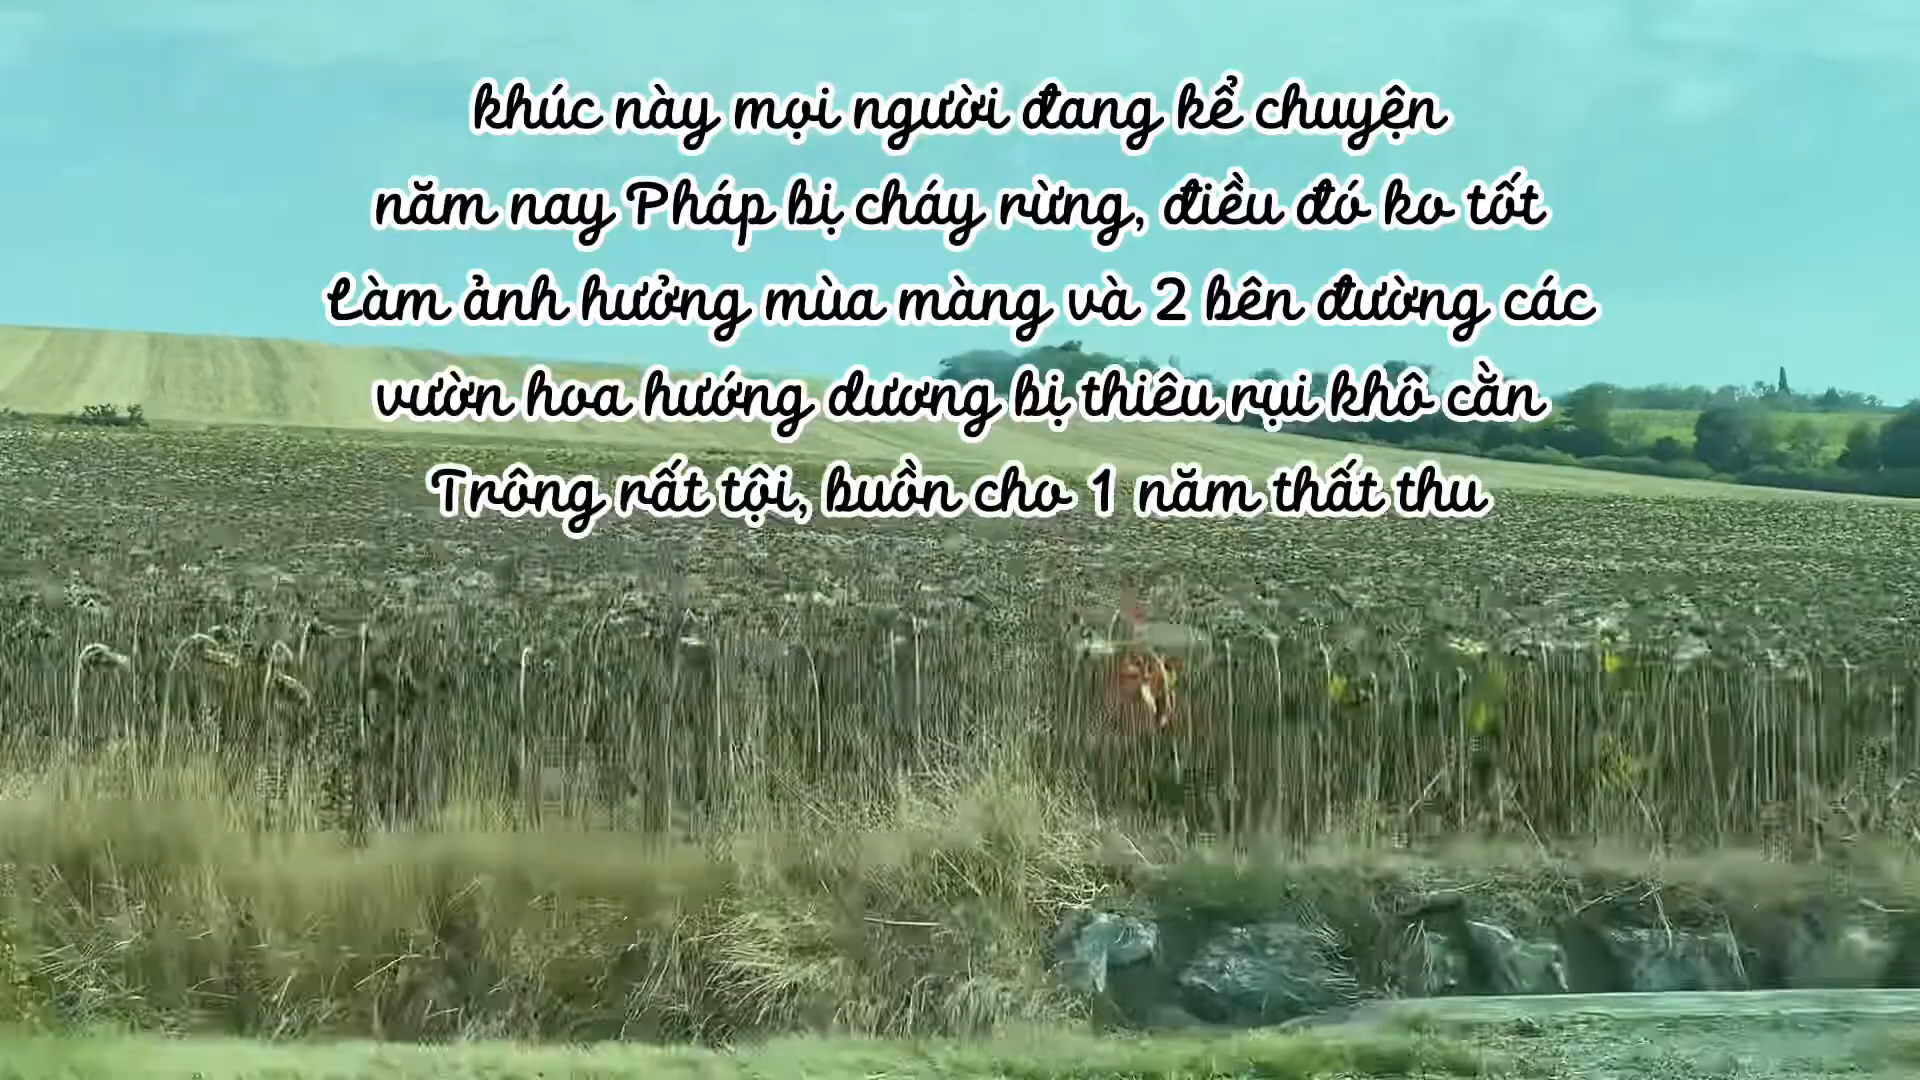 khúc này mọi người đang kể chuyện
năm nay Pháp bị cháy rừng, điều đó ko tốt
Làm ảnh hưởng mùa màng và 2 bên đường các
vườn hoa hướng dương bị thiêu rụi khô cằn
Trông rất tội, buồn cho 1 năm thất thu